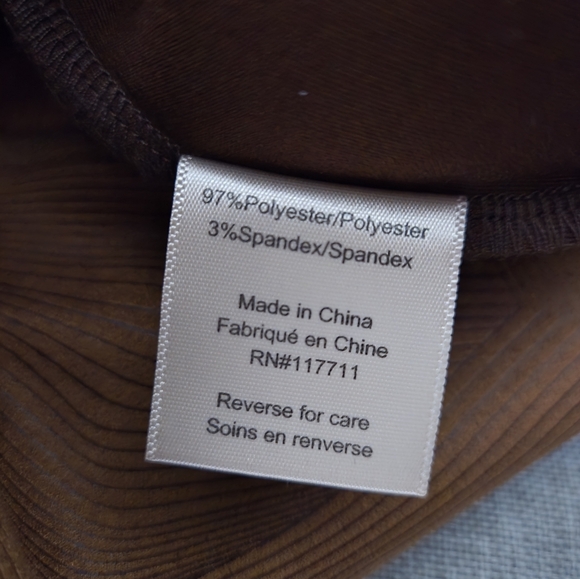 97%Polyester/Polyester
3%Spandex/Spandex
Made in China
Fabriqué en Chine
RN#117711
Reverse for care
Soins en renverse